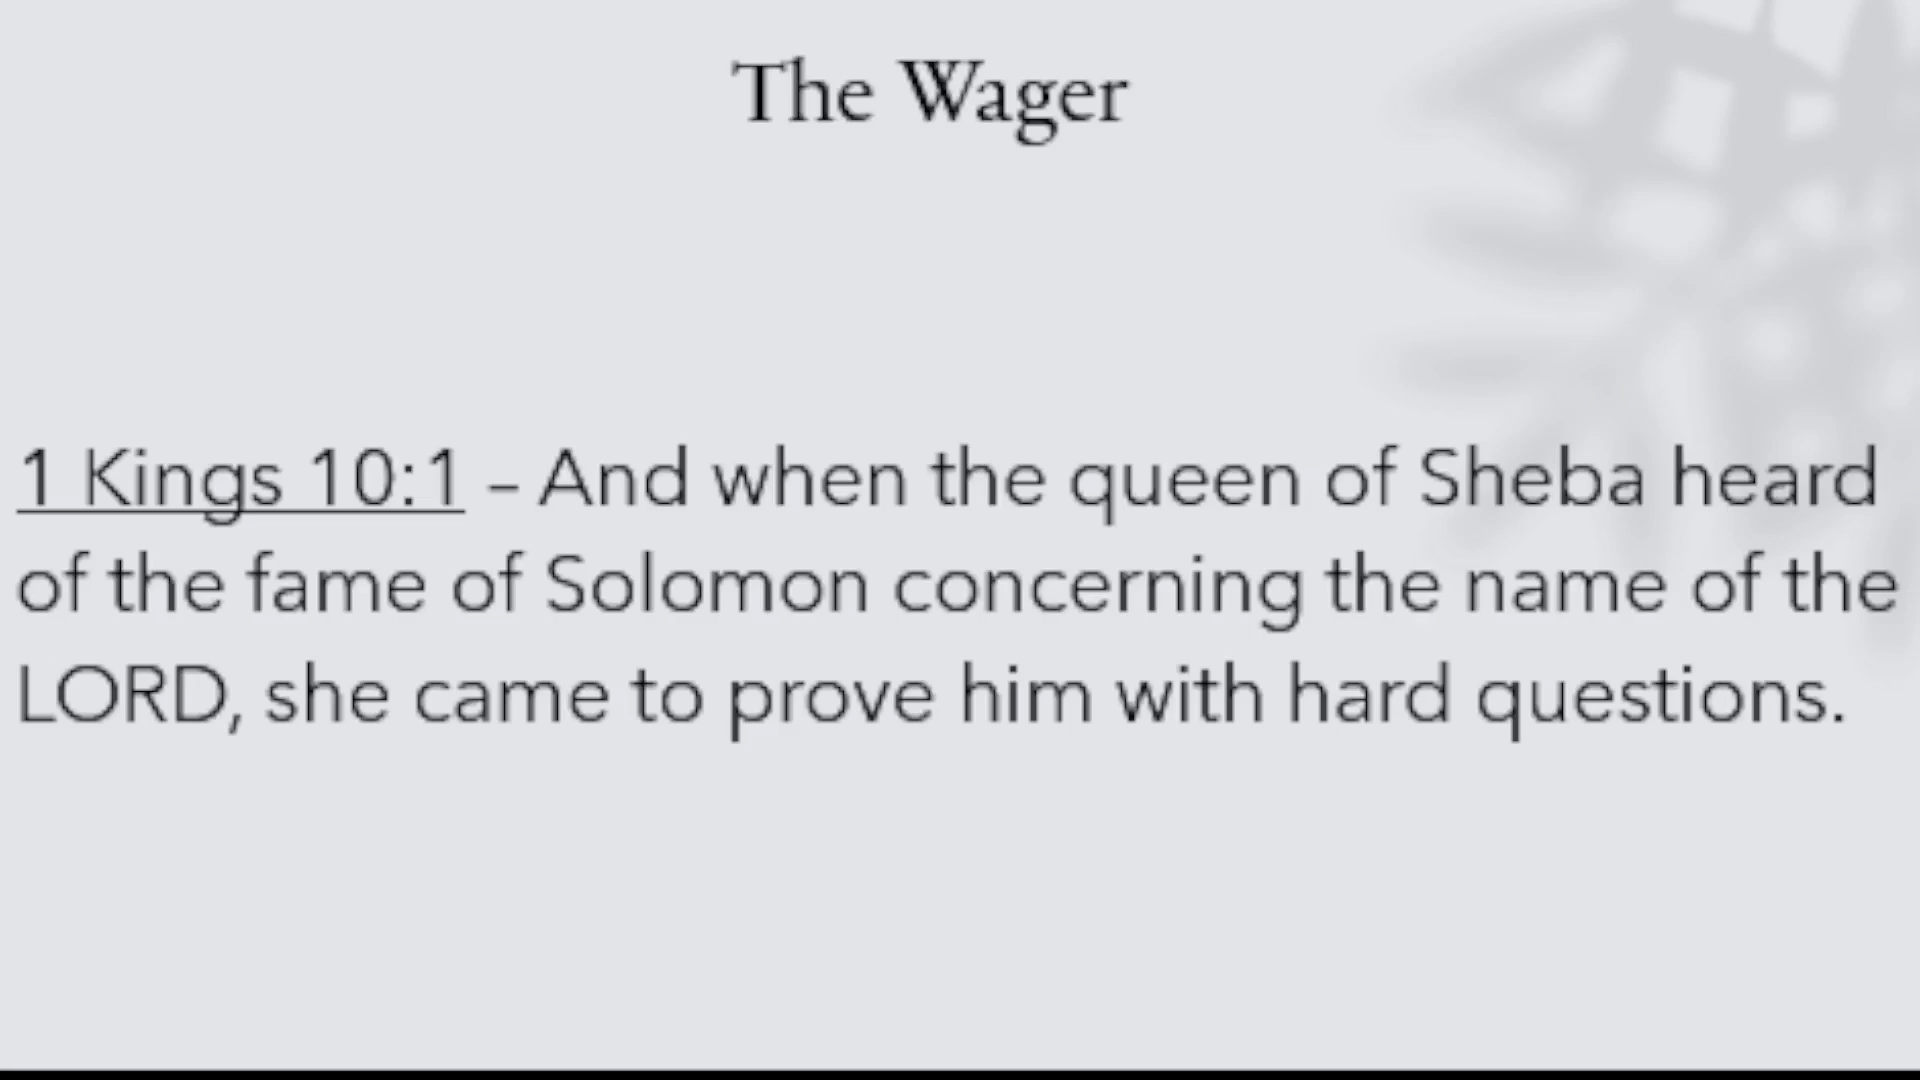 The Wager
1 Kings 10:1 – And when the queen of Sheba heard
of the fame of Solomon concerning the name of the
LORD, she came to prove him with hard questions.